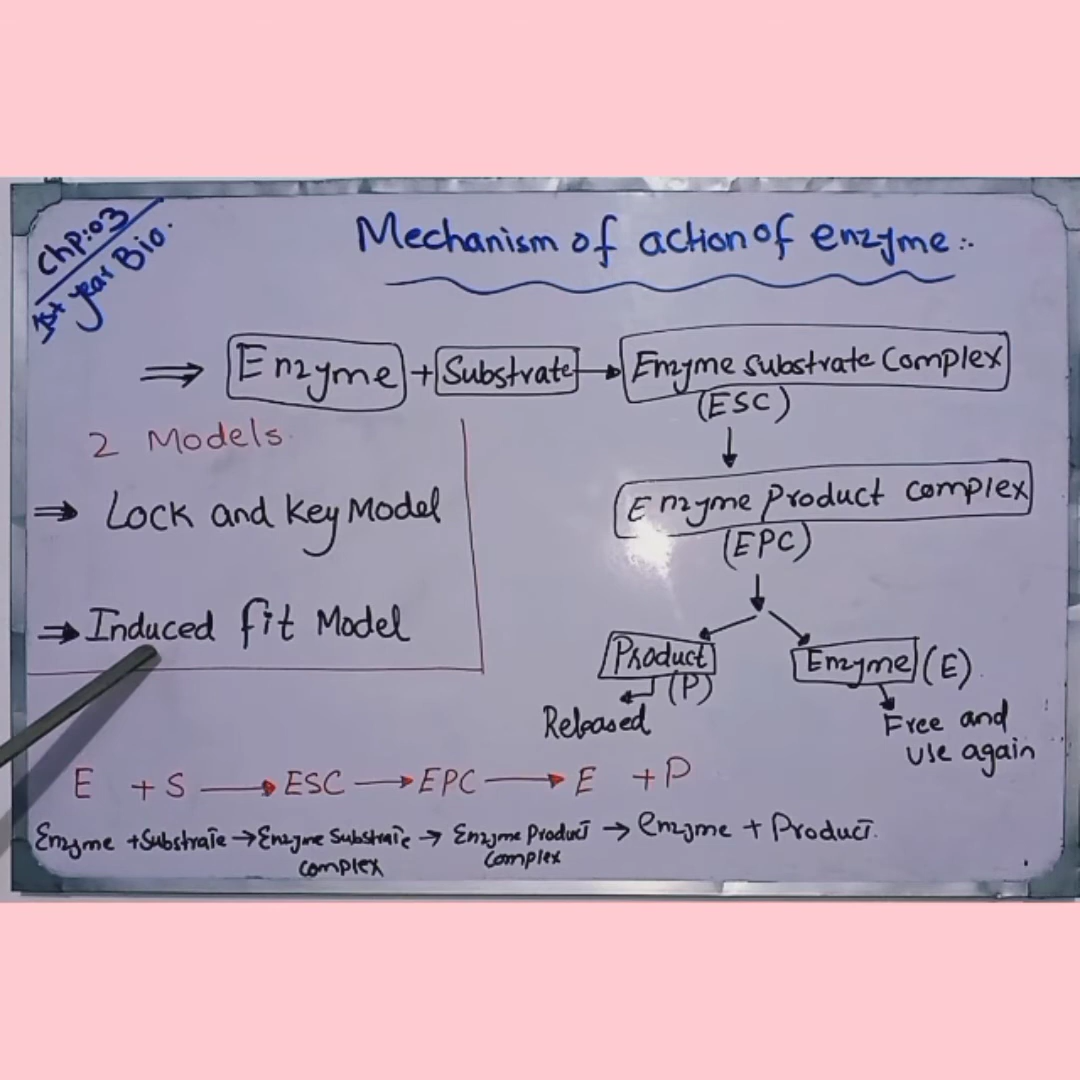 Chp:03
1st year Bio.
Mechanism of action of enzyme:-
⇒ Enzyme + Substrate → Enzyme substrate Complex
(ESC)
2 Models.
⇒ Lock and key Model
⇒ Induced fit Model
Enzyme Product complex
(EPC)
Product
(P)
Released
Enzyme (E)
Free and
use again
E + S → ESC → EPC → E + P
Enzyme + Substrate → Enzyme Substrate → Enzyme Product → enzyme + Product.
complex complex